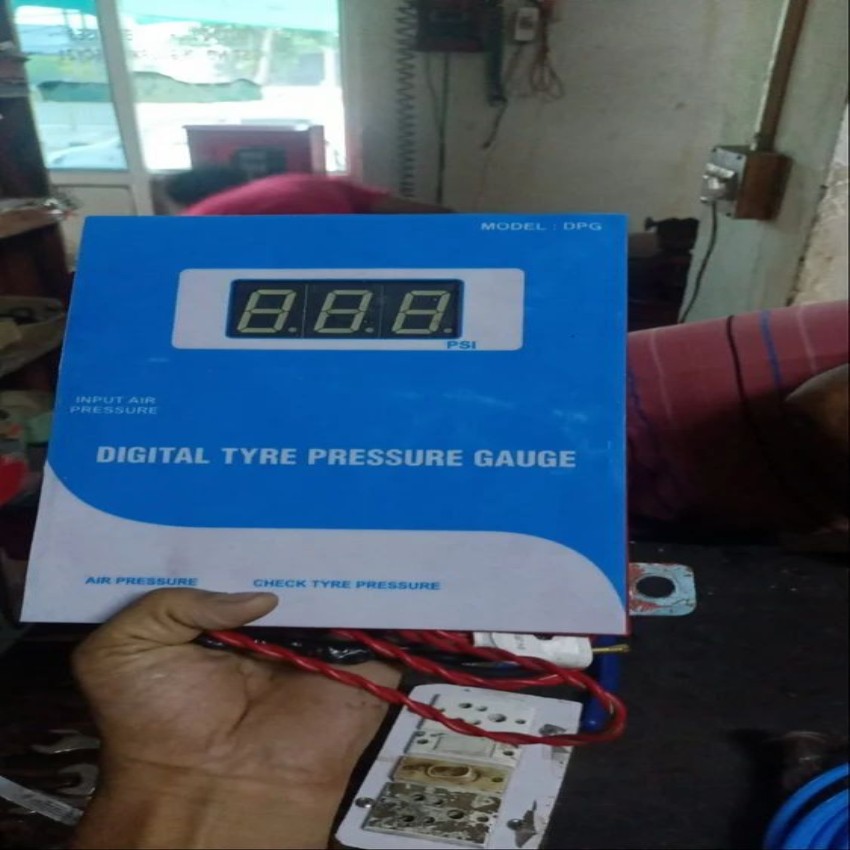 MODEL : DPG
8.8.8.
PSI
INPUT AIR
PRESSURE
DIGITAL TYRE PRESSURE GAUGE
AIR PRESSURE
CHECK TYRE PRESSURE